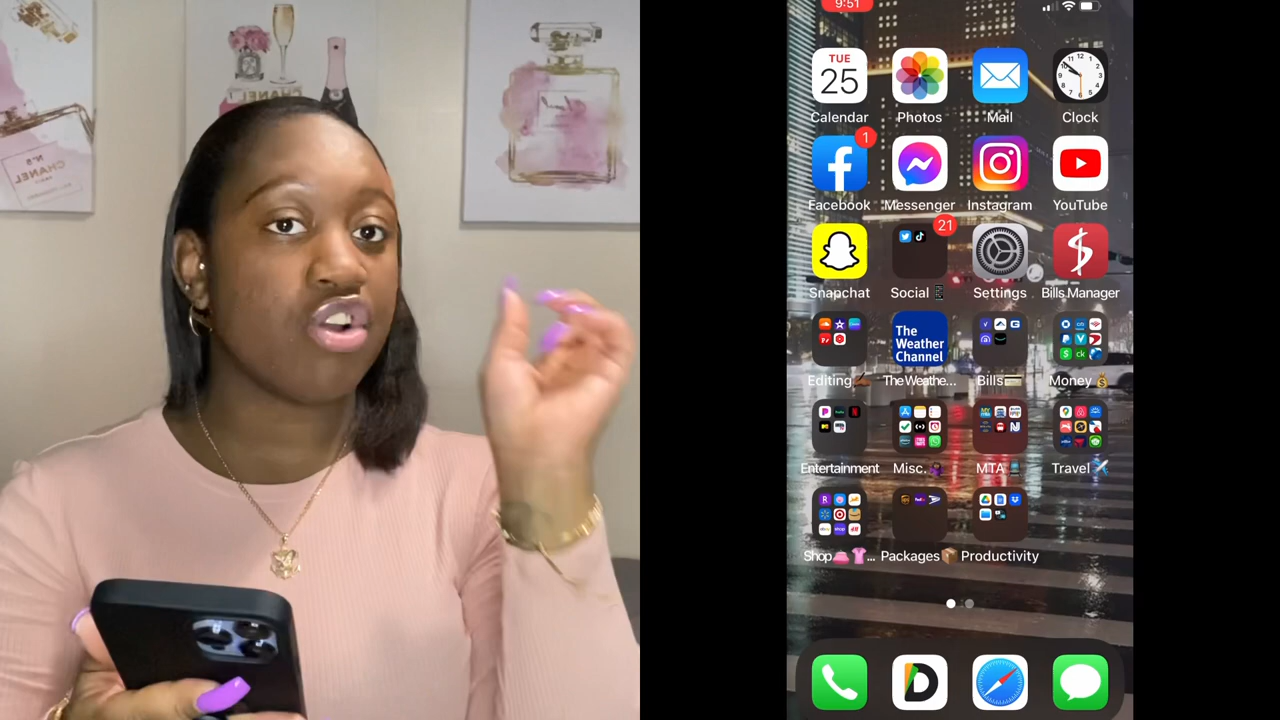 CHANEL
N°5
CHANEL
9:51
TUE
25
Calendar
Photos
Mail
Clock
1
Facebook
Messenger
Instagram
YouTube
21
Snapchat
Social
Settings
Bills Manager
The
Weather
Channel
Editing
The Weathe...
Bills
Money
Entertainment
Misc.
MTA
Travel
Shop...
Packages
Productivity